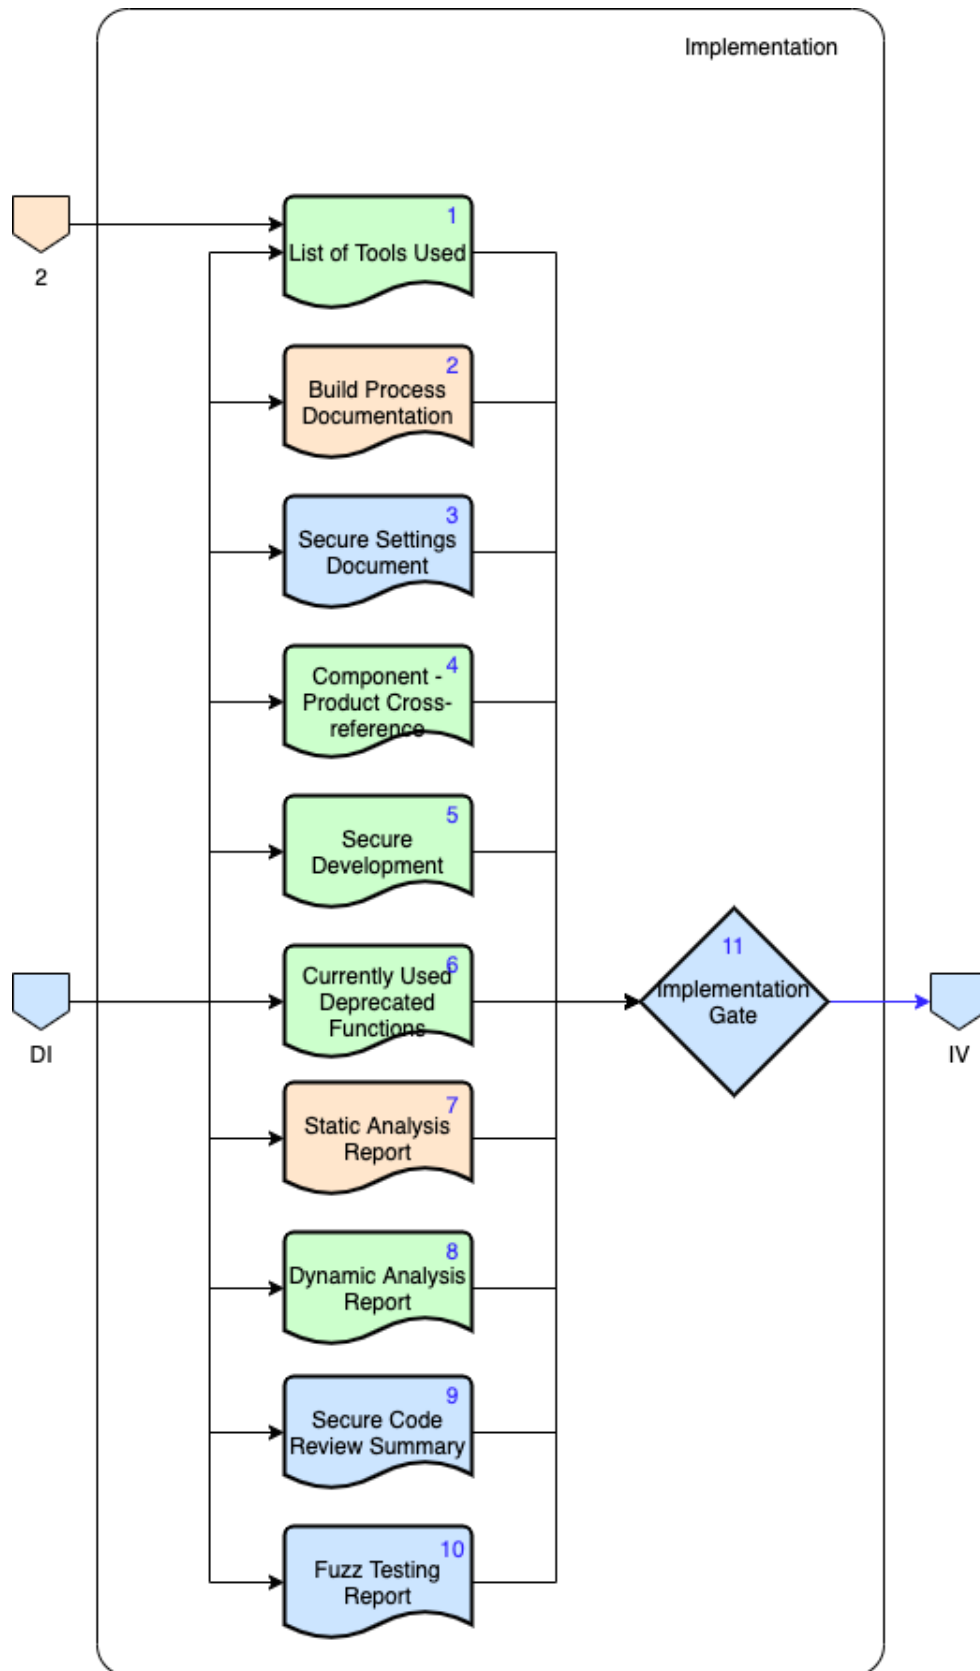 Implementation
1
List of Tools Used
2
2
Build Process
Documentation
3
Secure Settings
Document
4
Component -
Product Cross-
reference
5
Secure
Development
6
Currently Used
Deprecated
Functions
DI
11
Implementation
Gate
IV
7
Static Analysis
Report
8
Dynamic Analysis
Report
9
Secure Code
Review Summary
10
Fuzz Testing
Report